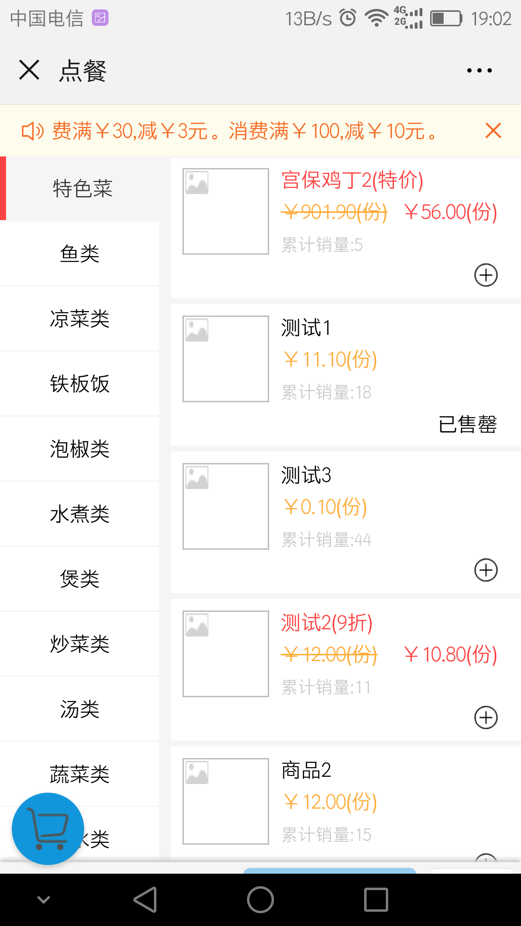 中国电信 13B/s 4G 2G 19:02
点餐
费满￥30,减￥3元。消费满￥100,减￥10元。
特色菜
鱼类
凉菜类
铁板饭
泡椒类
水煮类
煲类
炒菜类
汤类
蔬菜类
水类
宫保鸡丁2(特价)
￥901.90(份) ￥56.00(份)
累计销量:5
测试1
￥11.10(份)
累计销量:18
已售罄
测试3
￥0.10(份)
累计销量:44
测试2(9折)
￥12.00(份) ￥10.80(份)
累计销量:11
商品2
￥12.00(份)
累计销量:15